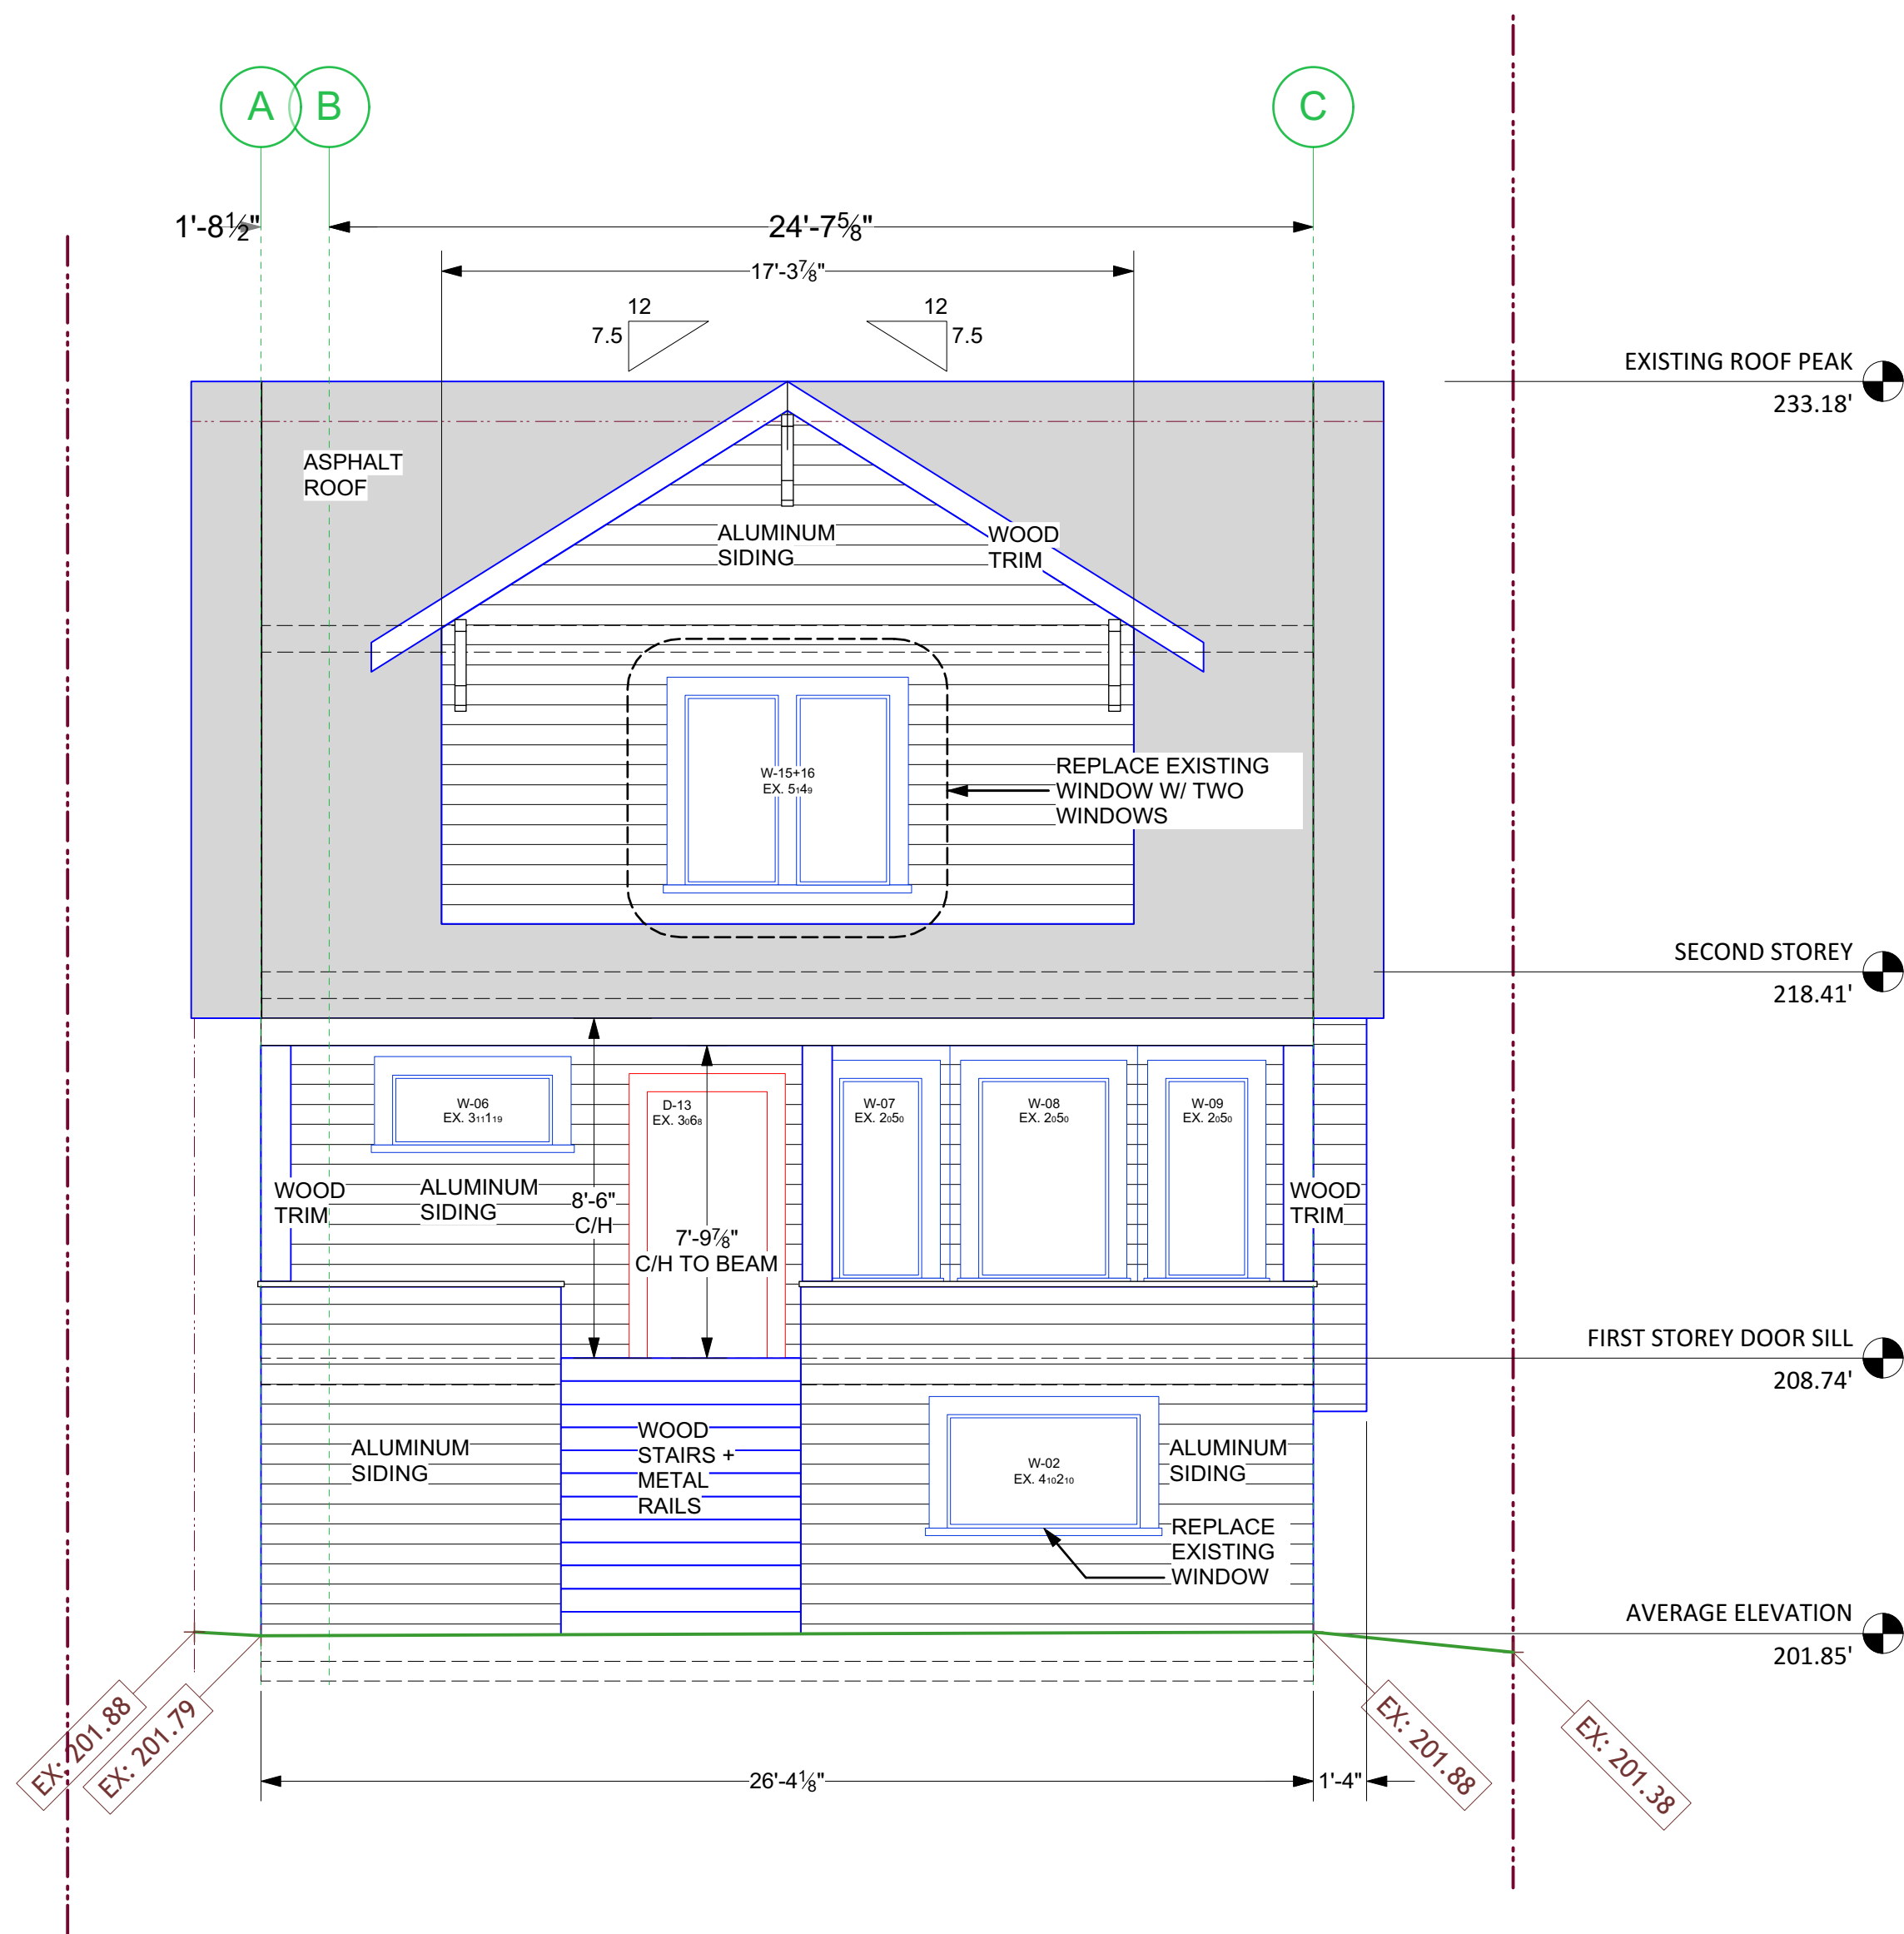 A
B
C
1'-8½"
24'-7⅝"
17'-3⅞"
12
7.5
12
7.5
EXISTING ROOF PEAK
233.18'
ASPHALT
ROOF
ALUMINUM
SIDING
WOOD
TRIM
W-15+16
EX. 5149
REPLACE EXISTING
WINDOW W/ TWO
WINDOWS
SECOND STOREY
218.41'
W-06
EX. 311119
D-13
EX. 3068
W-07
EX. 2050
W-08
EX. 2050
W-09
EX. 2050
WOOD
TRIM
ALUMINUM
SIDING
8'-6"
C/H
7'-9⅞"
C/H TO BEAM
WOOD
TRIM
FIRST STOREY DOOR SILL
208.74'
ALUMINUM
SIDING
WOOD
STAIRS +
METAL
RAILS
W-02
EX. 410210
ALUMINUM
SIDING
REPLACE
EXISTING
WINDOW
AVERAGE ELEVATION
201.85'
EX: 201.88
EX: 201.79
EX: 201.88
EX: 201.38
26'-4⅛"
1'-4"